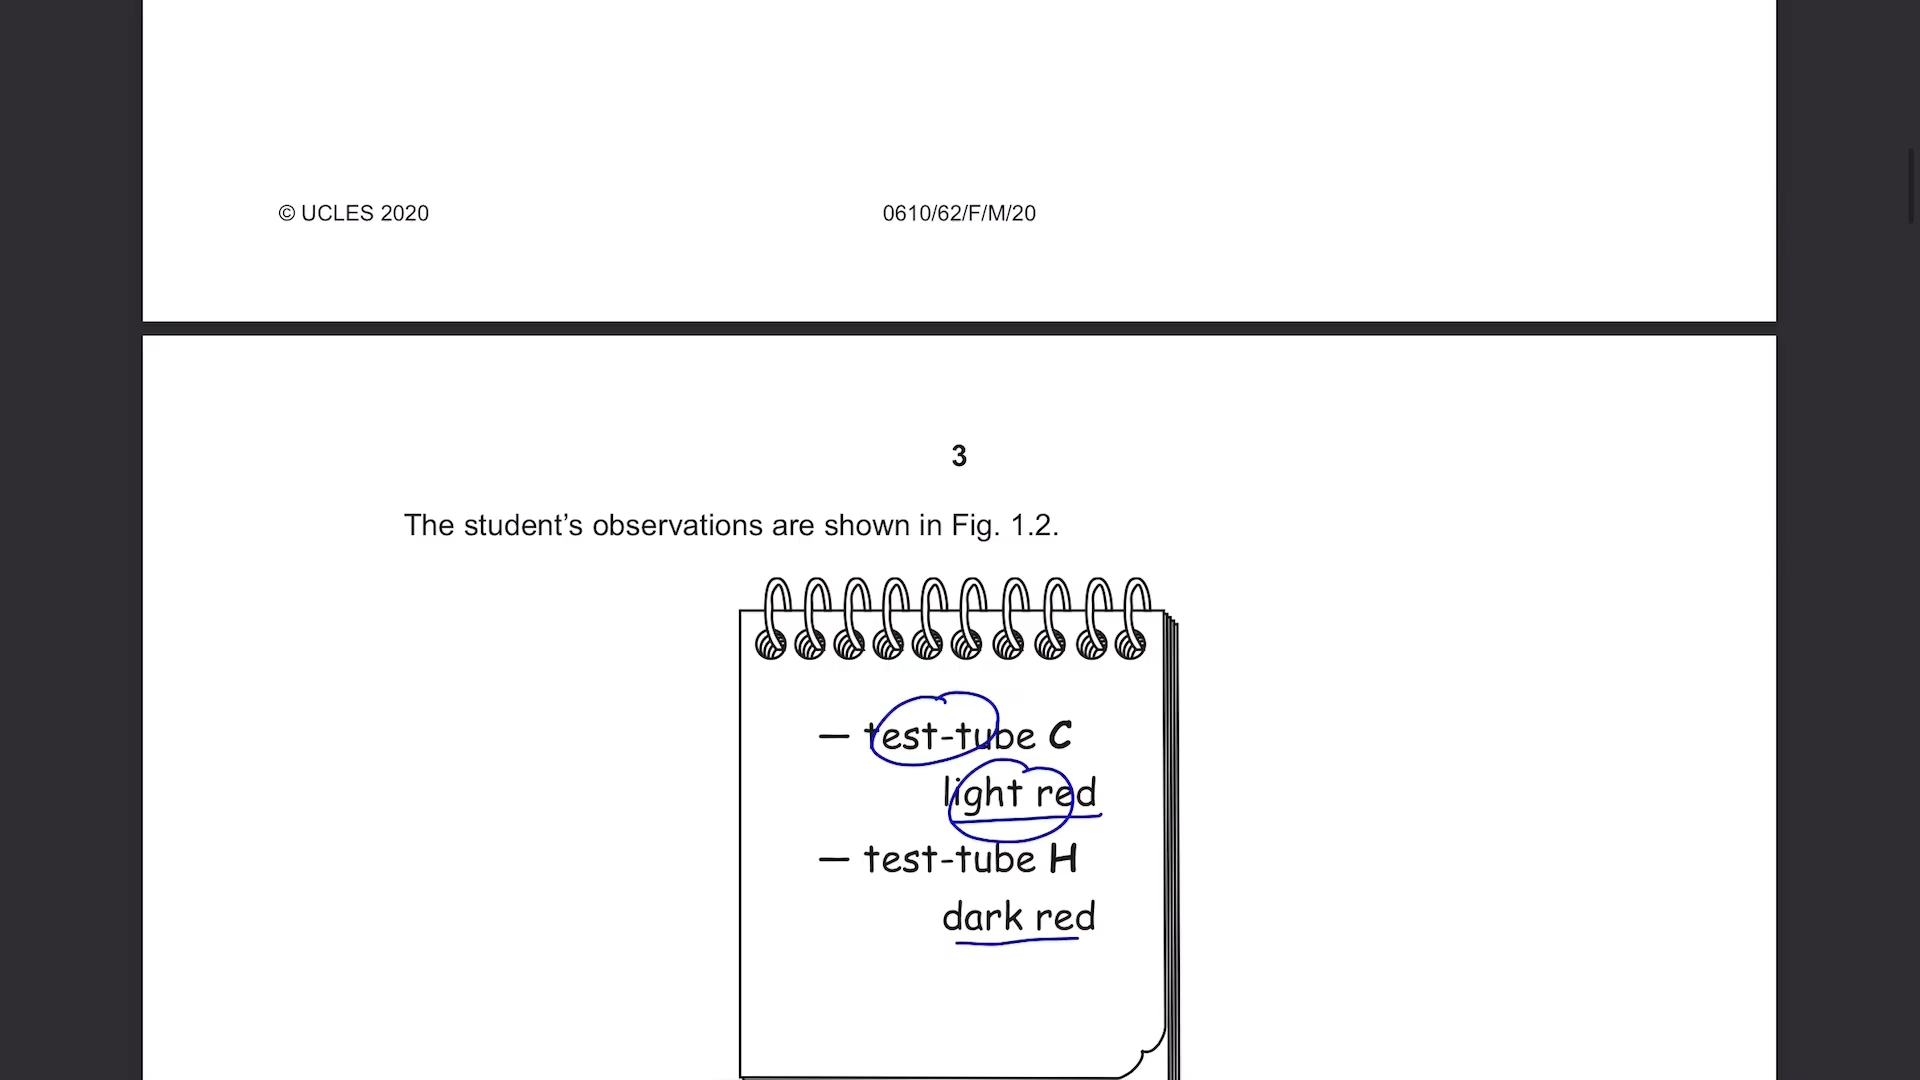 © UCLES 2020 0610/62/F/M/20
3
The student’s observations are shown in Fig. 1.2.
— test-tube C
light red
— test-tube H
dark red